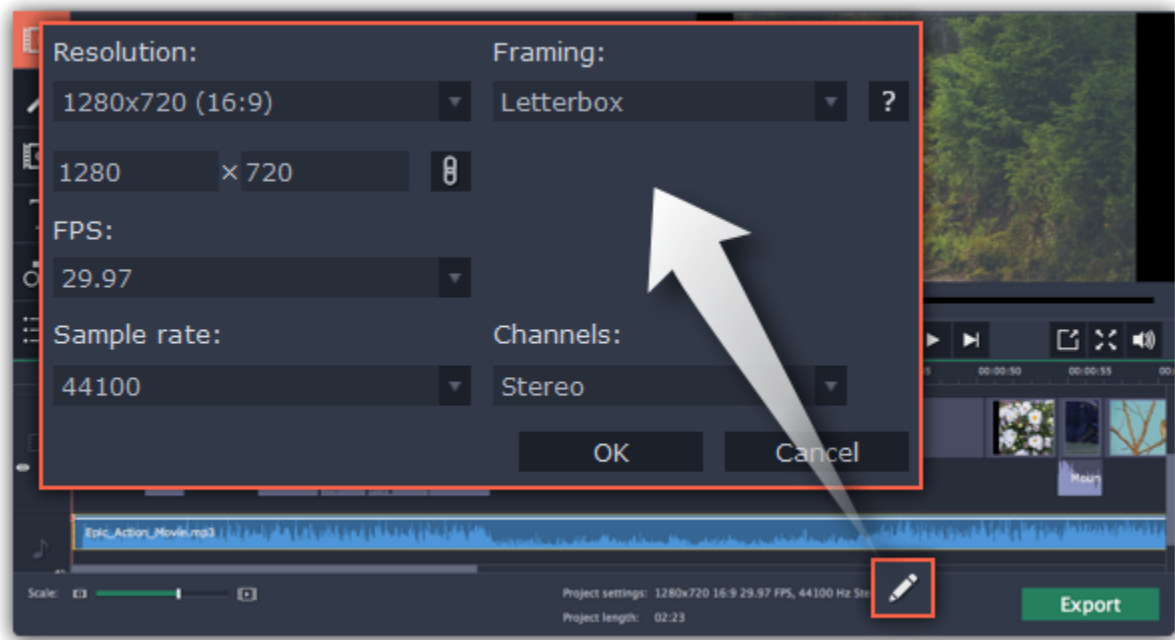 Resolution:
Framing:
1280x720 (16:9)
Letterbox
?
1280
×
720
FPS:
29.97
Sample rate:
Channels:
44100
Stereo
OK
Cancel
00:00:50
00:00:55
Moun
Epic_Action_Movie.mp3
Scale:
Project settings: 1280x720 16:9 29.97 FPS, 44100 Hz Ste
Project length: 02:23
Export